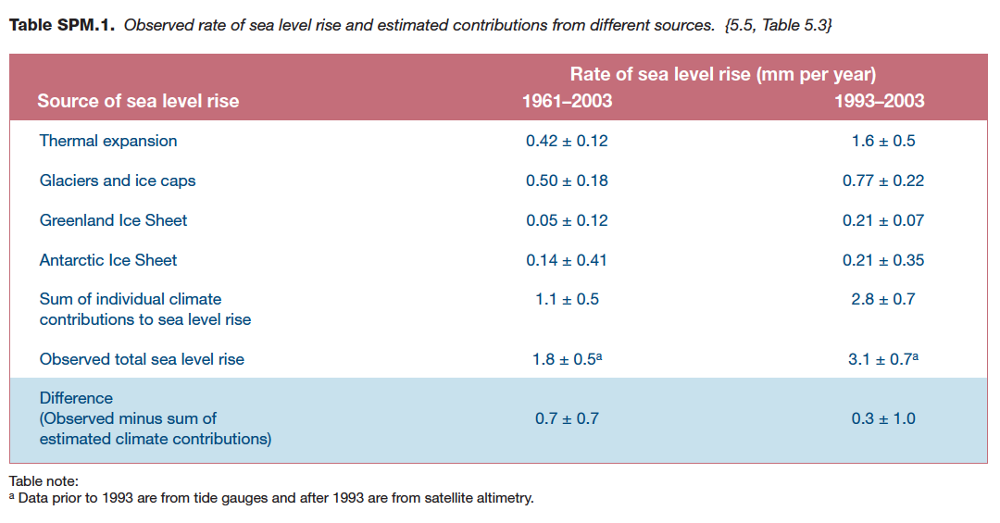 Table SPM.1. Observed rate of sea level rise and estimated contributions from different sources. {5.5, Table 5.3}
Rate of sea level rise (mm per year)
Source of sea level rise 1961–2003 1993–2003
Thermal expansion 0.42 ± 0.12 1.6 ± 0.5
Glaciers and ice caps 0.50 ± 0.18 0.77 ± 0.22
Greenland Ice Sheet 0.05 ± 0.12 0.21 ± 0.07
Antarctic Ice Sheet 0.14 ± 0.41 0.21 ± 0.35
Sum of individual climate 1.1 ± 0.5 2.8 ± 0.7
contributions to sea level rise
Observed total sea level rise 1.8 ± 0.5ᵃ 3.1 ± 0.7ᵃ
Difference
(Observed minus sum of 0.7 ± 0.7 0.3 ± 1.0
estimated climate contributions)
Table note:
ᵃ Data prior to 1993 are from tide gauges and after 1993 are from satellite altimetry.